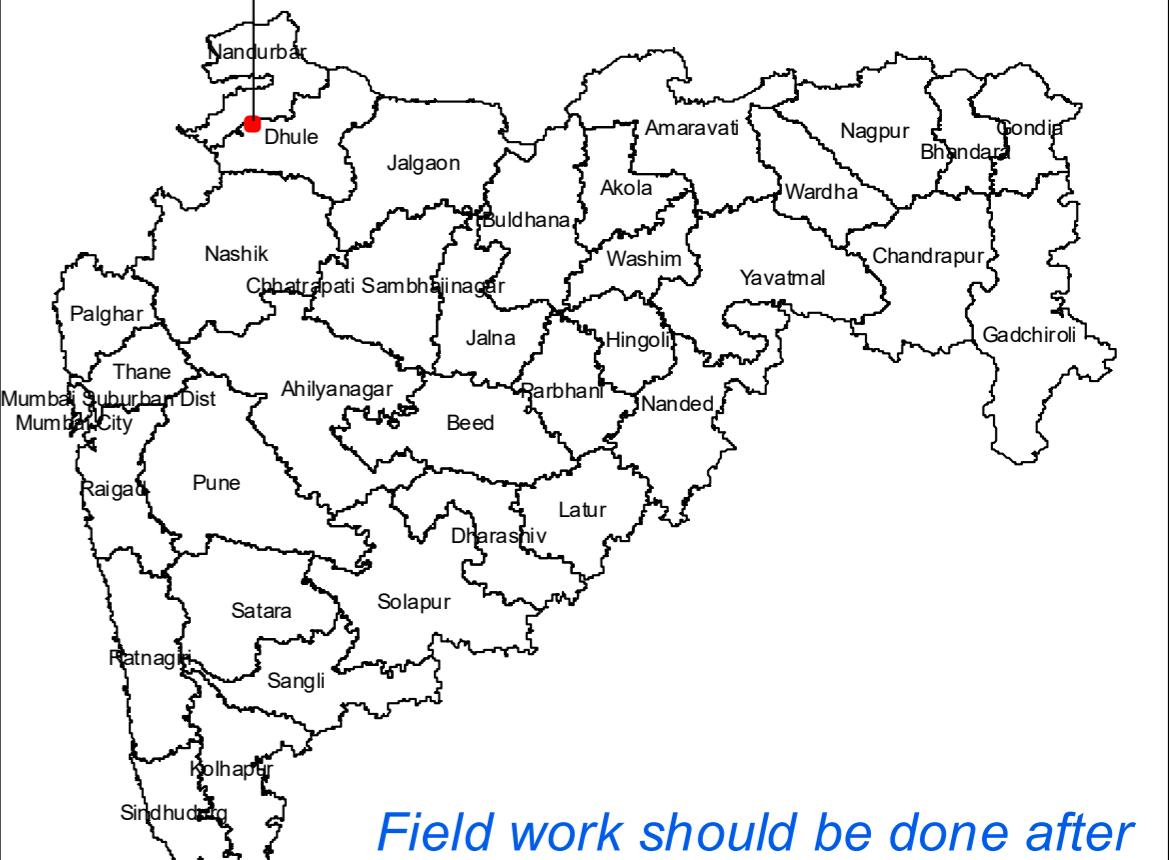 Nandurbar
Dhule
Jalgaon
Amaravati
Nagpur
Gondia
Bhandara
Akola
Wardha
Buldhana
Nashik
Washim
Chandrapur
Yavatmal
Chhatrapati Sambhajinagar
Palghar
Jalna
Hingoli
Gadchiroli
Thane
Ahilyanagar
Parbhani
Mumbai Suburban Dist
Nanded
Mumbai City
Beed
Pune
Raigad
Latur
Dharashiv
Solapur
Satara
Ratnagiri
Sangli
Kolhapur
Sindhudurg
Field work should be done after